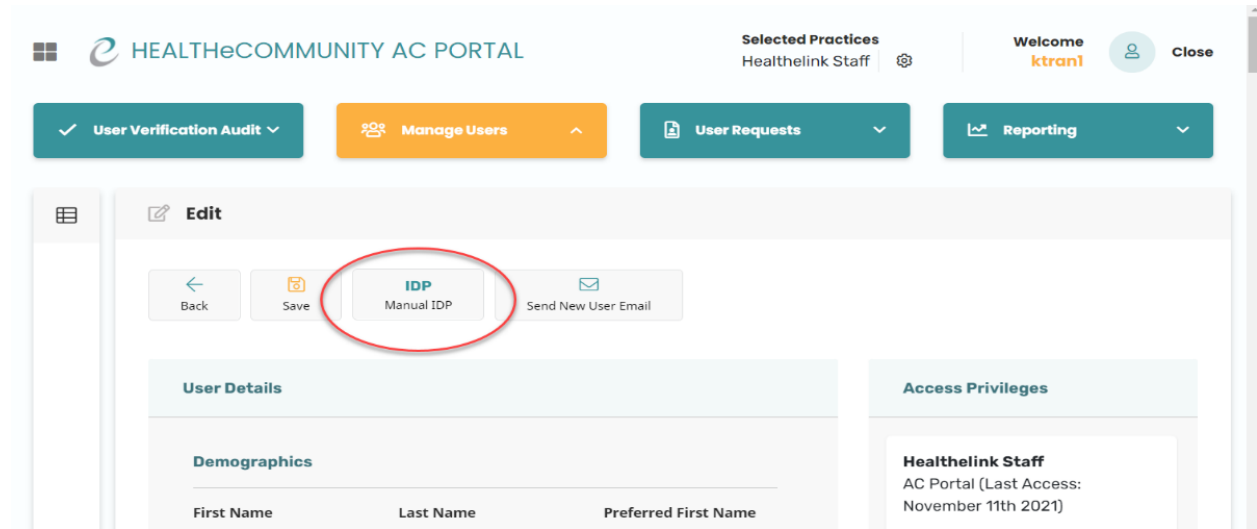 HEALTHeCOMMUNITY AC PORTAL
Selected Practices
Healthelink Staff
Welcome
ktran1
Close
User Verification Audit
Manage Users
User Requests
Reporting
Edit
Back
Save
IDP
Manual IDP
Send New User Email
User Details
Demographics
First Name Last Name Preferred First Name
Access Privileges
Healthelink Staff
AC Portal (Last Access:
November 11th 2021)